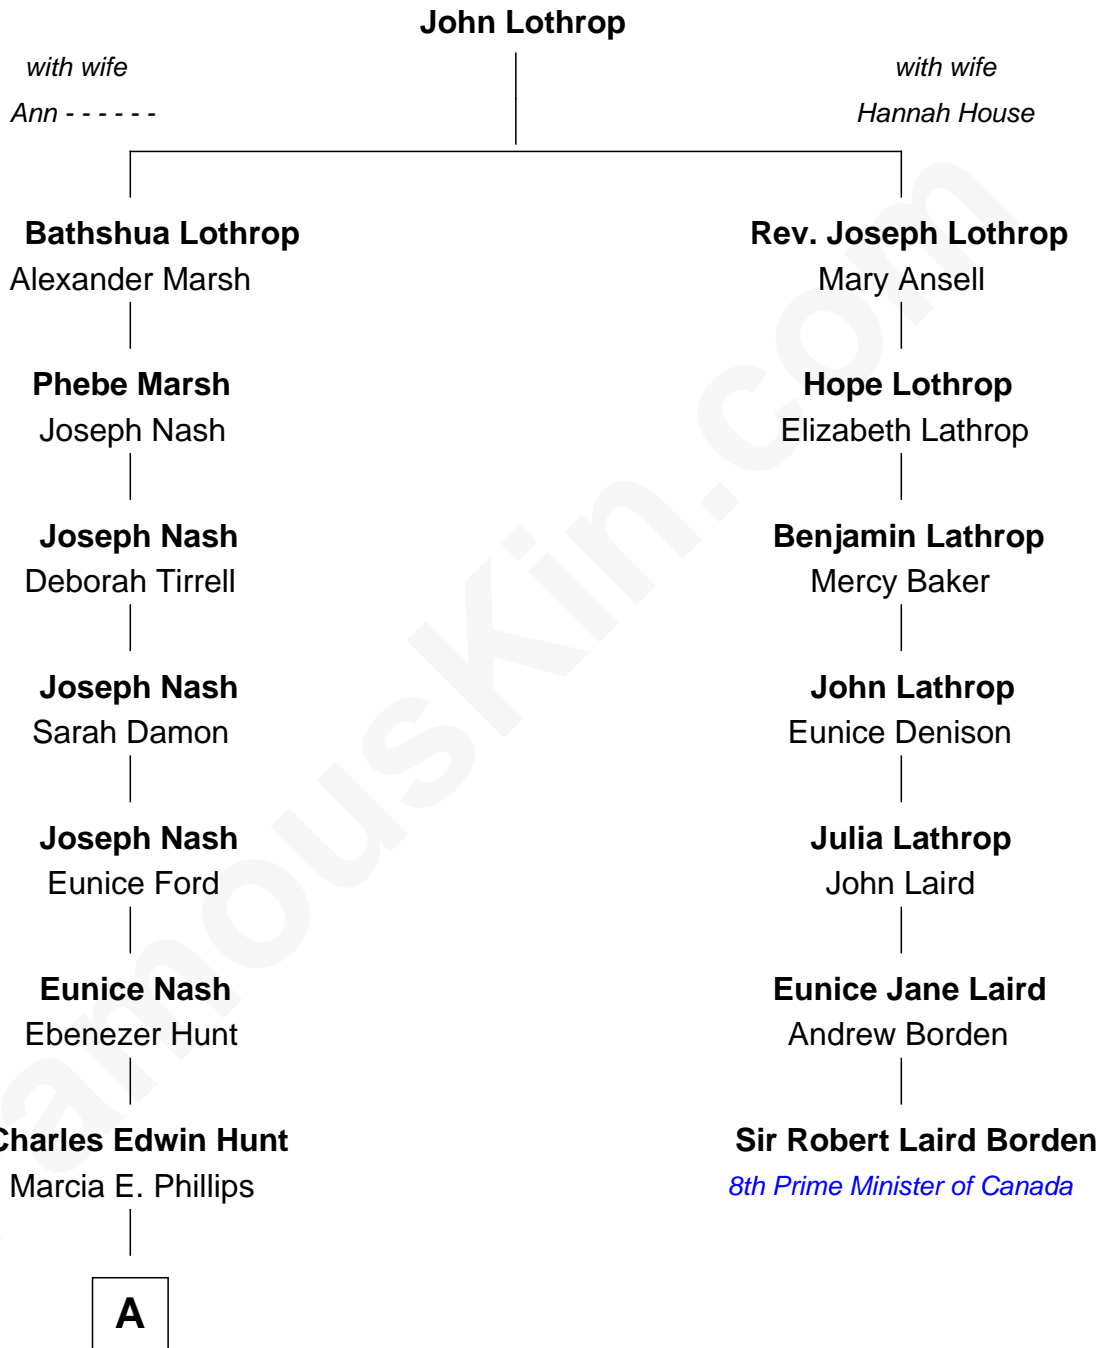 John Lothrop
with wife
with wife
Ann - - - - - -
Hannah House
Bathshua Lothrop
Rev. Joseph Lothrop
Alexander Marsh
Mary Ansell
Phebe Marsh
Hope Lothrop
Joseph Nash
Elizabeth Lathrop
Joseph Nash
Benjamin Lathrop
Deborah Tirrell
Mercy Baker
Joseph Nash
John Lathrop
Sarah Damon
Eunice Denison
Joseph Nash
Julia Lathrop
Eunice Ford
John Laird
Eunice Nash
Eunice Jane Laird
Ebenezer Hunt
Andrew Borden
Charles Edwin Hunt
Sir Robert Laird Borden
Marcia E. Phillips
8th Prime Minister of Canada
A
amouskin.com